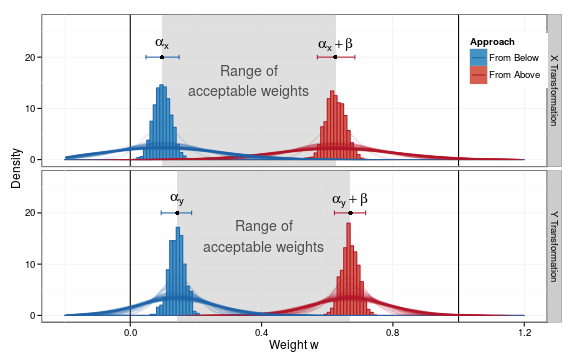 αx
αx + β
Range of
acceptable weights
Approach
From Below
From Above
X Transformation
20
10
0
Density
αy
αy + β
Range of
acceptable weights
Y Transformation
20
10
0
0.0 0.4 0.8 1.2
Weight w